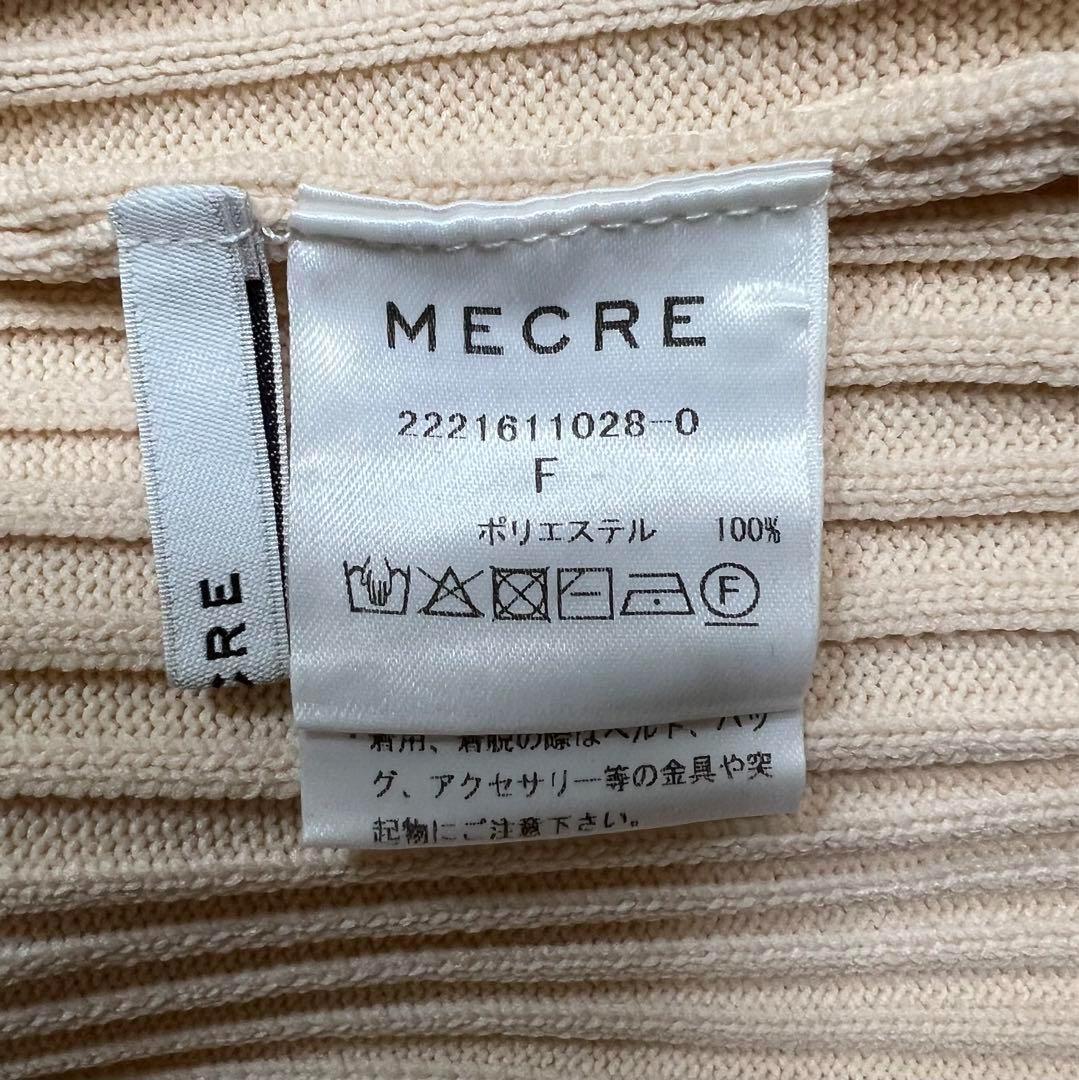 MECRE
2221611028-0
F
ポリエステル 100%
F
・着用、着脱の際はベルト、バッ
グ、アクセサリー等の金具や突
起物にご注意下さい。
CRE